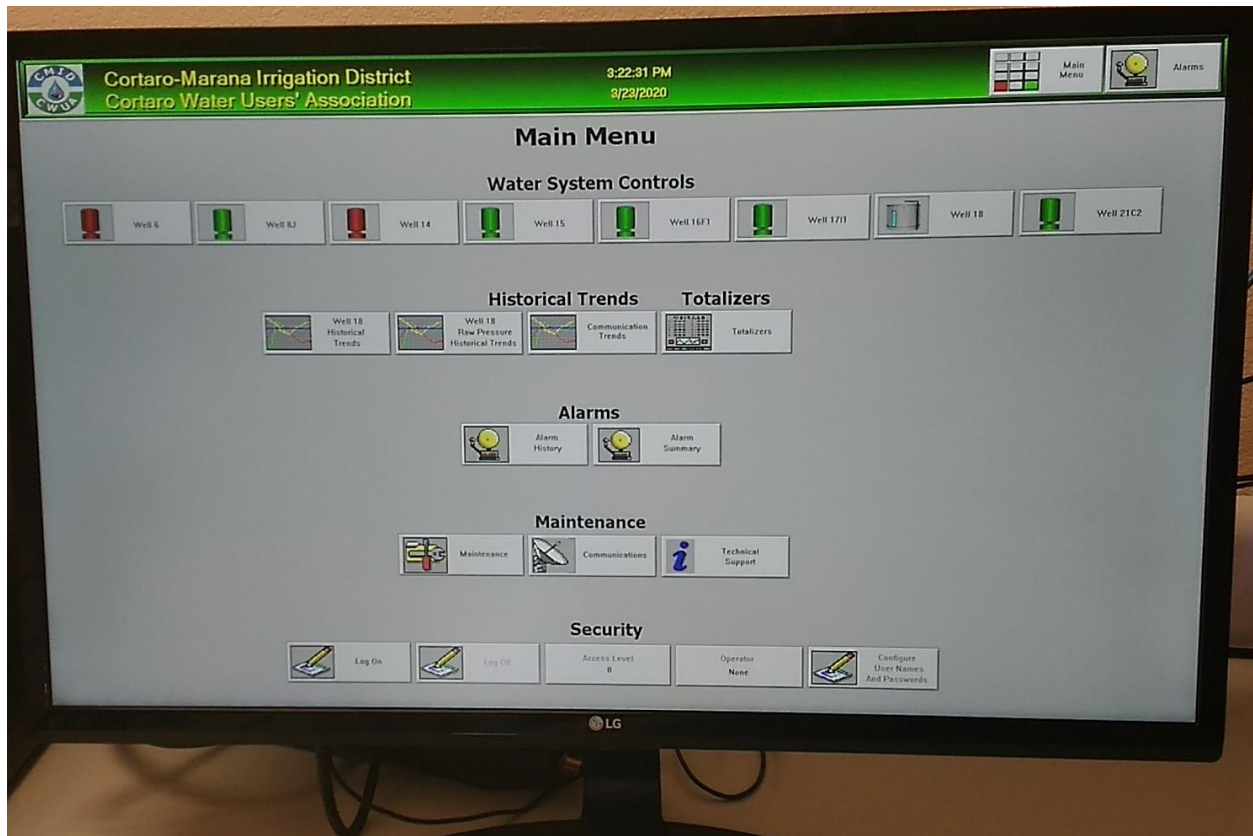 CMID
CWUA
Cortaro-Marana Irrigation District
Cortaro Water Users' Association
3:22:31 PM
3/23/2020
Main
Menu
Alarms
Main Menu
Water System Controls
Well 6
Well 8J
Well 14
Well 15
Well 16F1
Well 17I1
Well 18
Well 21C2
Historical Trends
Totalizers
Well 18
Historical
Trends
Well 18
Raw Pressure
Historical Trends
Communication
Trends
Totalizers
Alarms
Alarm
History
Alarm
Summary
Maintenance
Maintenance
Communications
Technical
Support
Security
Log On
Log Off
Access Level
0
Operator
None
Configure
User Names
And Passwords
LG